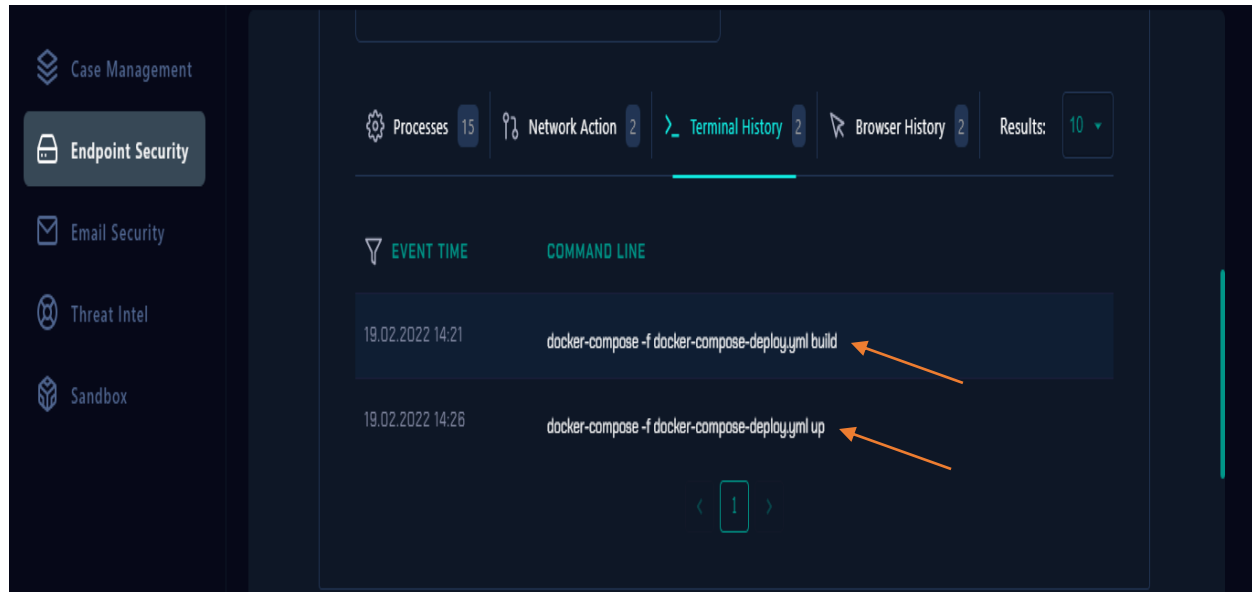 Case Management
Endpoint Security
Email Security
Threat Intel
Sandbox
Processes 15 Network Action 2 >_ Terminal History 2 Browser History 2 Results: 10
EVENT TIME COMMAND LINE
19.02.2022 14:21 docker-compose -f docker-compose-deploy.yml build
19.02.2022 14:26 docker-compose -f docker-compose-deploy.yml up
< 1 >